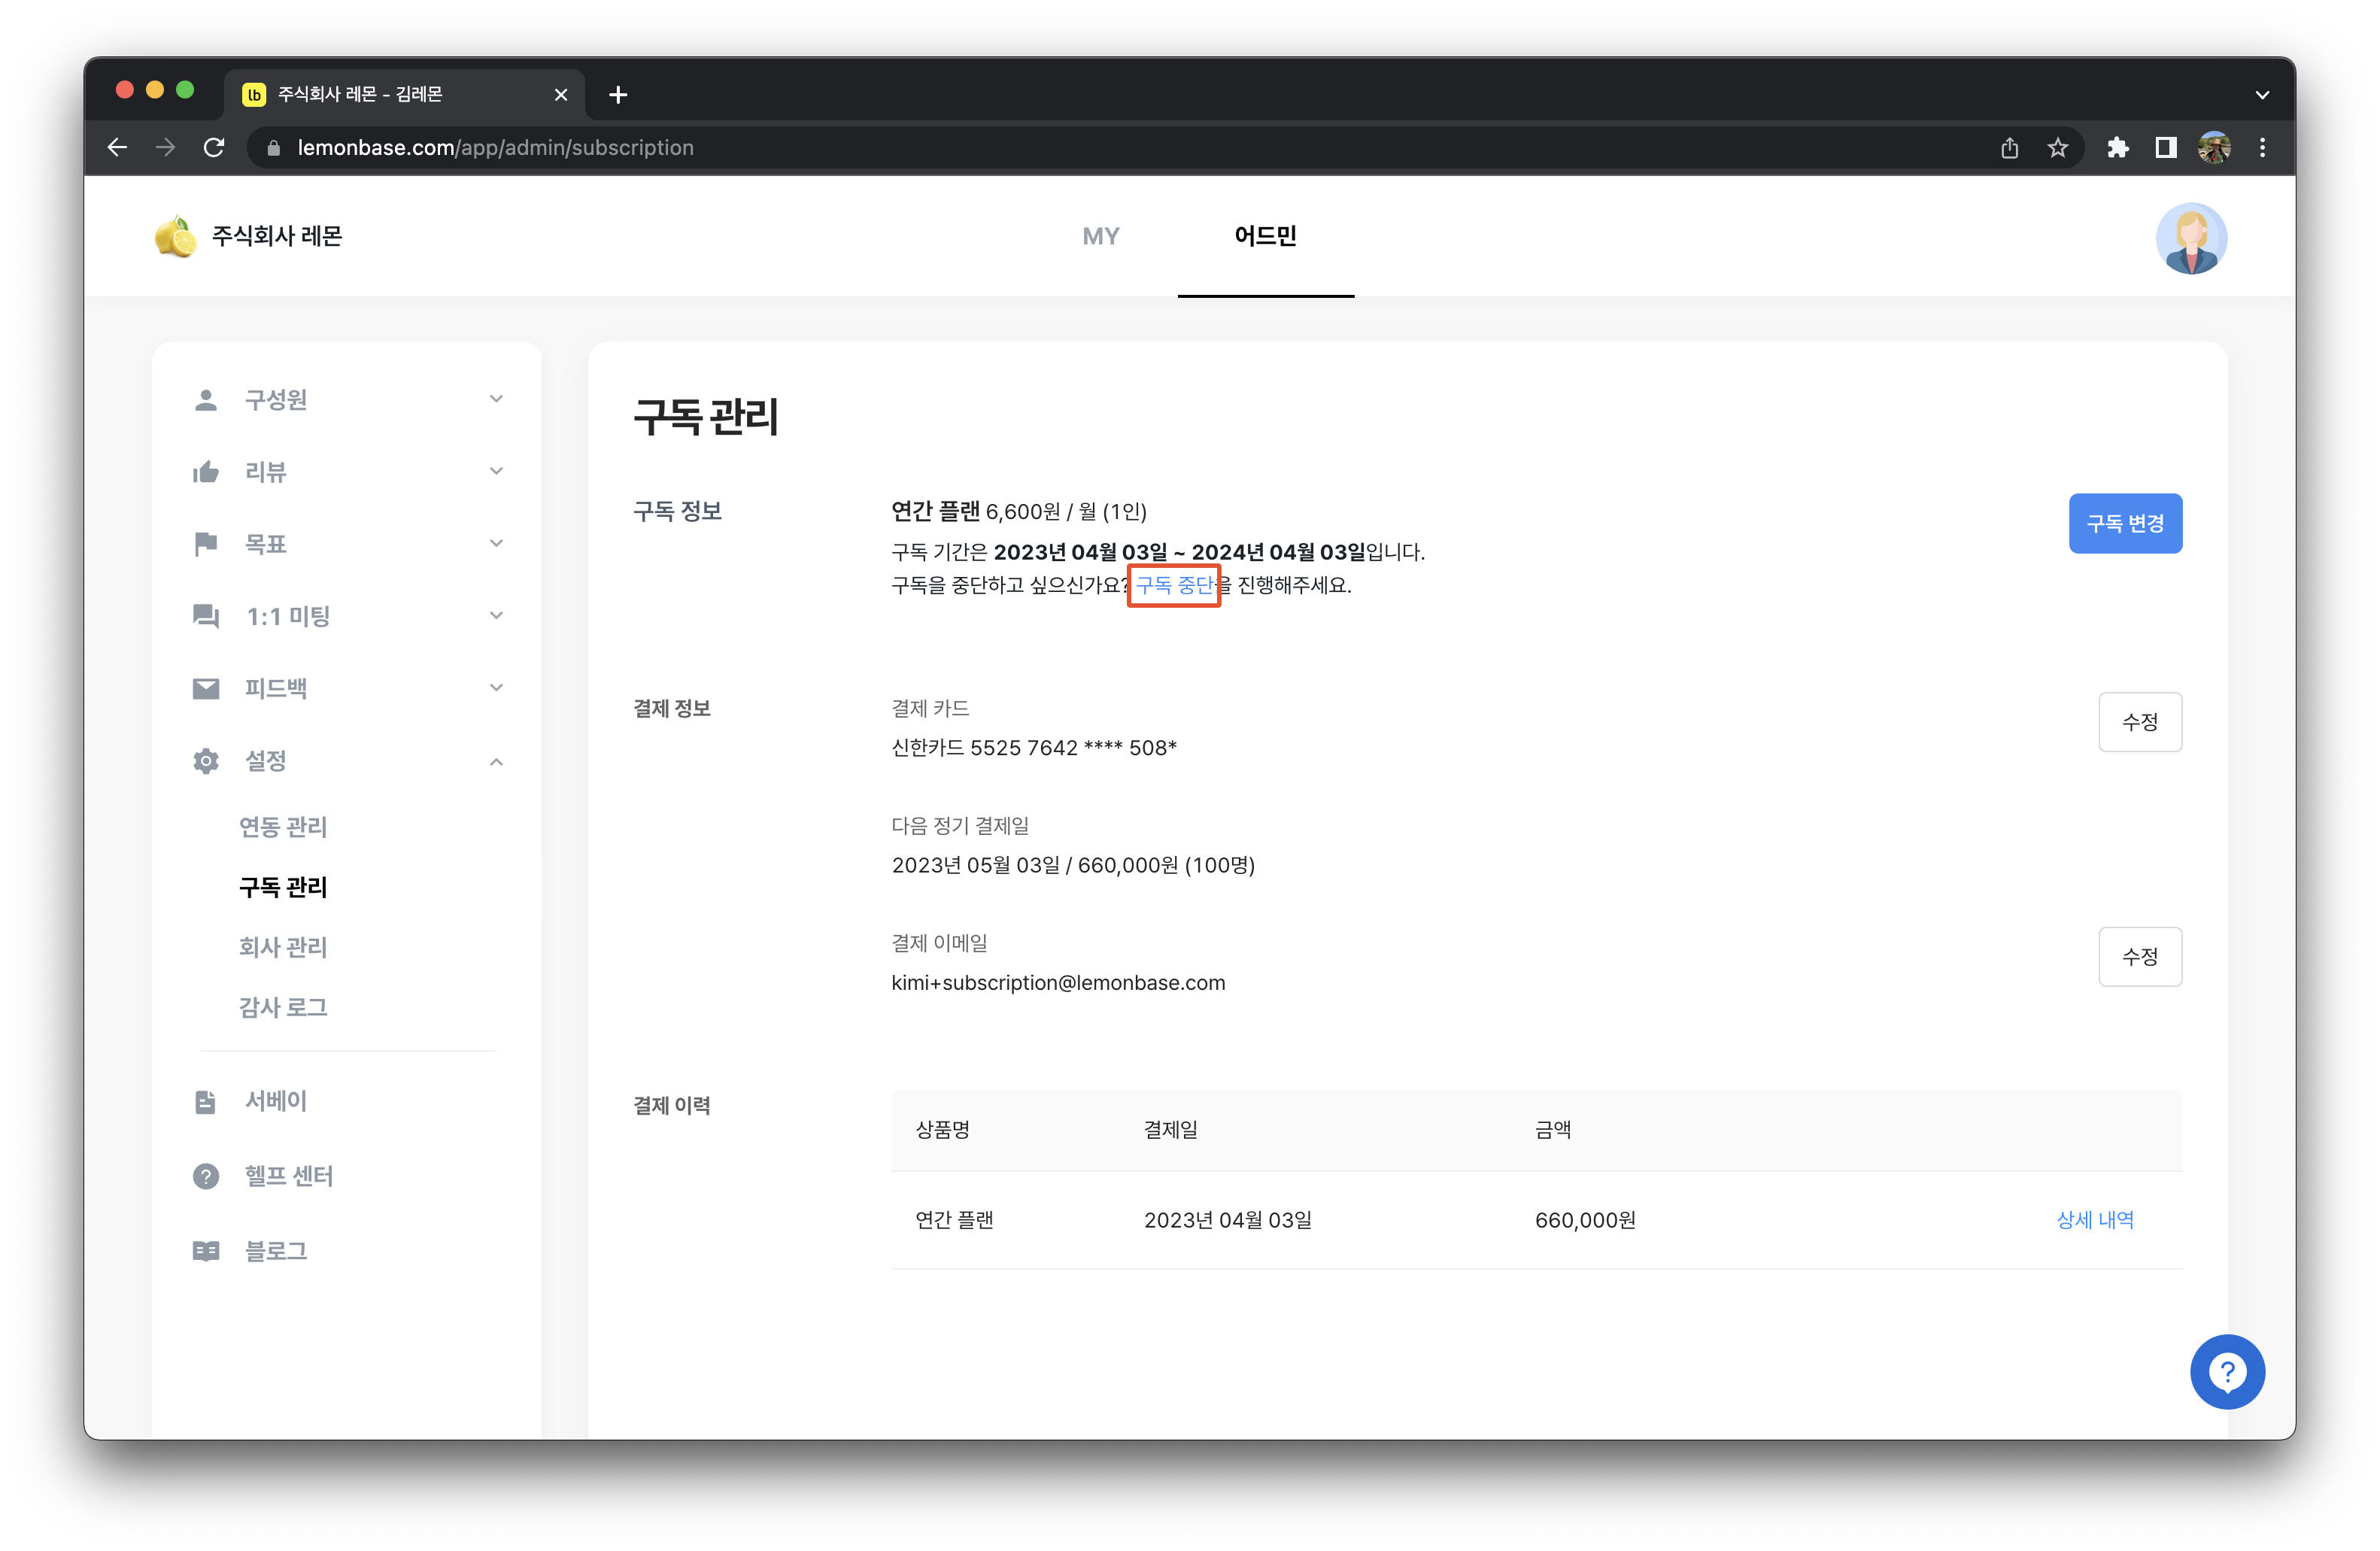 lb 주식회사 레몬 - 김레몬
lemonbase.com/app/admin/subscription
주식회사 레몬
MY
어드민
구성원
리뷰
목표
1:1 미팅
피드백
설정
연동 관리
구독 관리
회사 관리
감사 로그
서베이
헬프 센터
블로그
구독 관리
구독 정보
연간 플랜 6,600원 / 월 (1인)
구독 기간은 2023년 04월 03일 ~ 2024년 04월 03일입니다.
구독을 중단하고 싶으신가요? 구독 중단을 진행해주세요.
구독 변경
결제 정보
결제 카드
신한카드 5525 7642 **** 508*
수정
다음 정기 결제일
2023년 05월 03일 / 660,000원 (100명)
결제 이메일
kimi+subscription@lemonbase.com
수정
결제 이력
상품명 결제일 금액
연간 플랜 2023년 04월 03일 660,000원 상세 내역